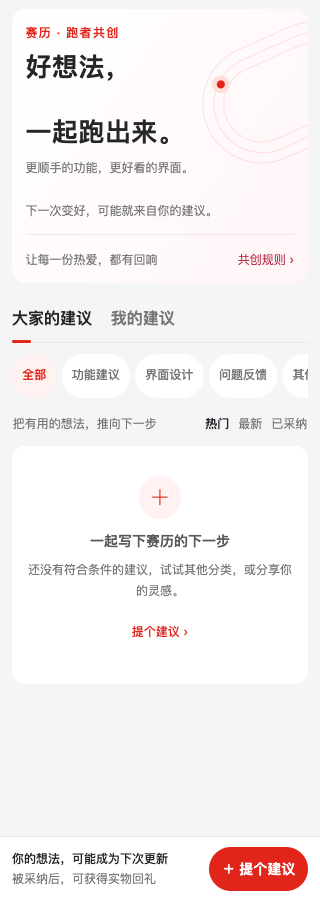 赛历 · 跑者共创
好想法，
一起跑出来。
更顺手的功能，更好看的界面。
下一次变好，可能就来自你的建议。
让每一份热爱，都有回响
共创规则 ›
大家的建议 我的建议
全部 功能建议 界面设计 问题反馈
把有用的想法，推向下一步
热门 最新 已采纳
一起写下赛历的下一步
还没有符合条件的建议，试试其他分类，或分享你
的灵感。
提个建议 ›
你的想法，可能成为下次更新
被采纳后，可获得实物回礼
+ 提个建议